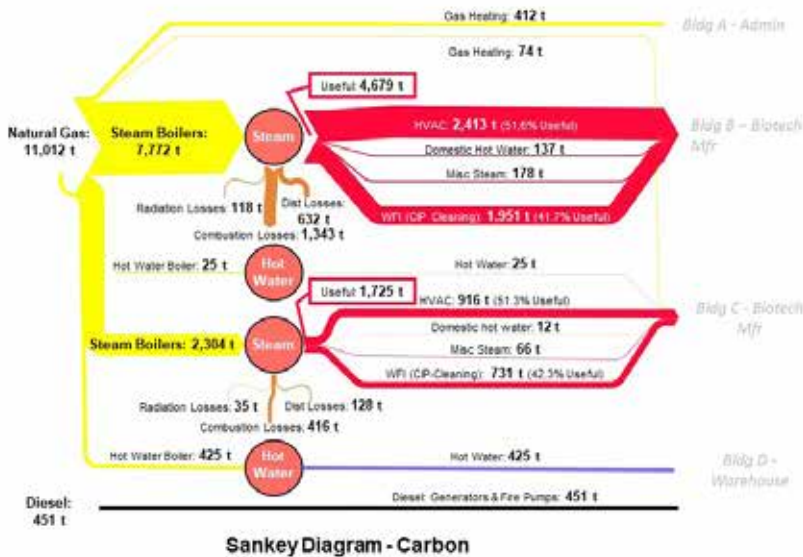 Gas Heating: 412 t
Bldg A - Admin
Gas Heating: 74 t
Useful: 4,679 t
Natural Gas:
11,012 t
Steam Boilers:
7,772 t
Steam
HVAC: 2,413 t (51.6% Useful)
Bldg B – Biotech
Mfr
Domestic Hot Water: 137 t
Misc Steam: 178 t
Radiation Losses: 118 t
Dist Losses:
632 t
WFI (CIP- Cleaning): 1,951 t (41.7% Useful)
Combustion Losses: 1,343 t
Hot Water Boiler: 25 t
Hot
Water
Hot Water: 25 t
Useful: 1,725 t
HVAC: 916 t (51.3% Useful)
Bldg C - Biotech
Mfr
Domestic hot water: 12 t
Steam Boilers: 2,304 t
Steam
Misc Steam: 66 t
WFI (CIP-Cleaning): 731 t (42.3% Useful)
Radiation Losses: 35 t
Dist Losses: 128 t
Combustion Losses: 416 t
Hot Water Boiler: 425 t
Hot
Water
Hot Water: 425 t
Bldg D -
Warehouse
Diesel:
451 t
Diesel: Generators & Fire Pumps: 451 t
Sankey Diagram - Carbon